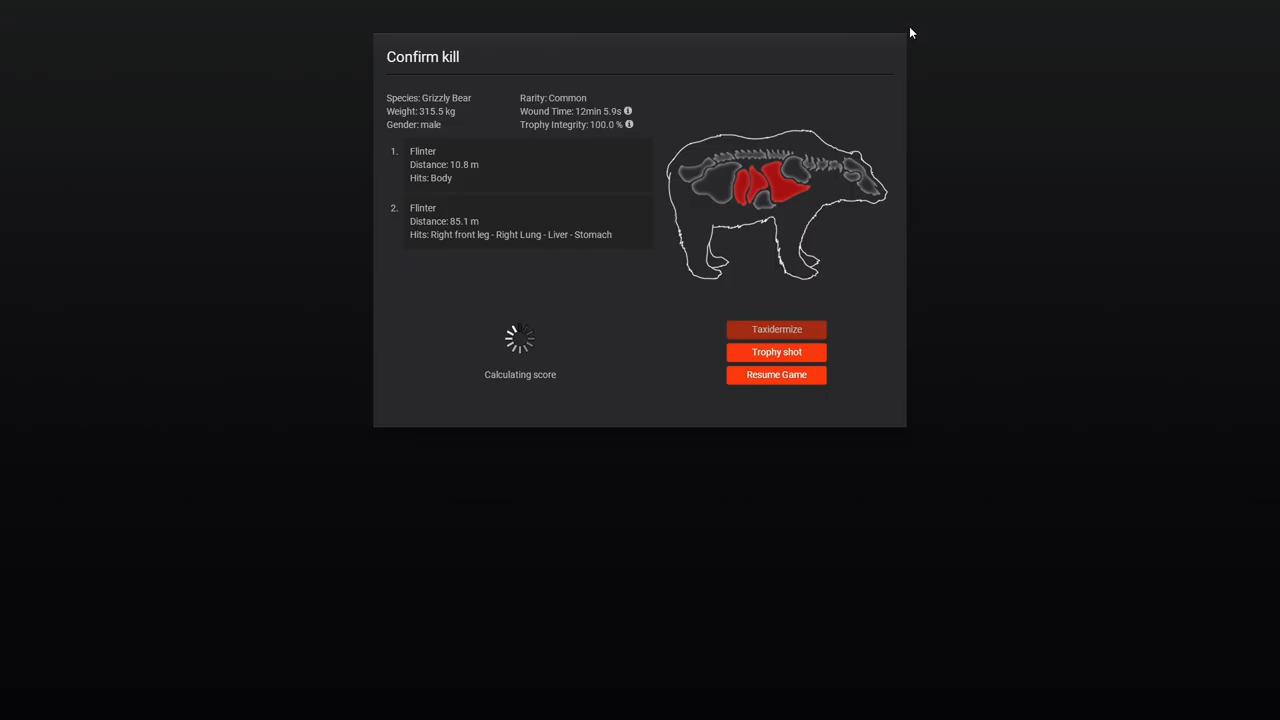 Confirm kill
Species: Grizzly Bear
Weight: 315.5 kg
Gender: male
Rarity: Common
Wound Time: 12min 5.9s
Trophy Integrity: 100.0 %
1.
Flinter
Distance: 10.8 m
Hits: Body
2.
Flinter
Distance: 85.1 m
Hits: Right front leg - Right Lung - Liver - Stomach
Calculating score
Taxidermize
Trophy shot
Resume Game